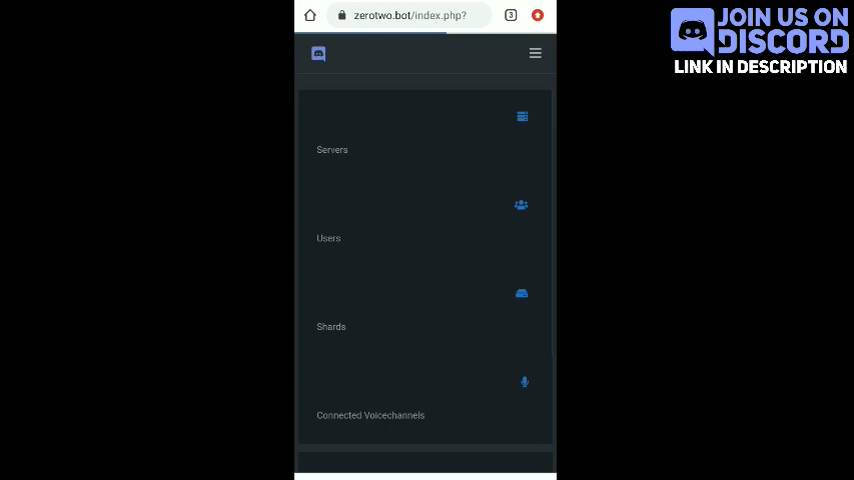 zerotwo.bot/index.php?
3
JOIN US ON
DISCORD
LINK IN DESCRIPTION
Servers
Users
Shards
Connected Voicechannels